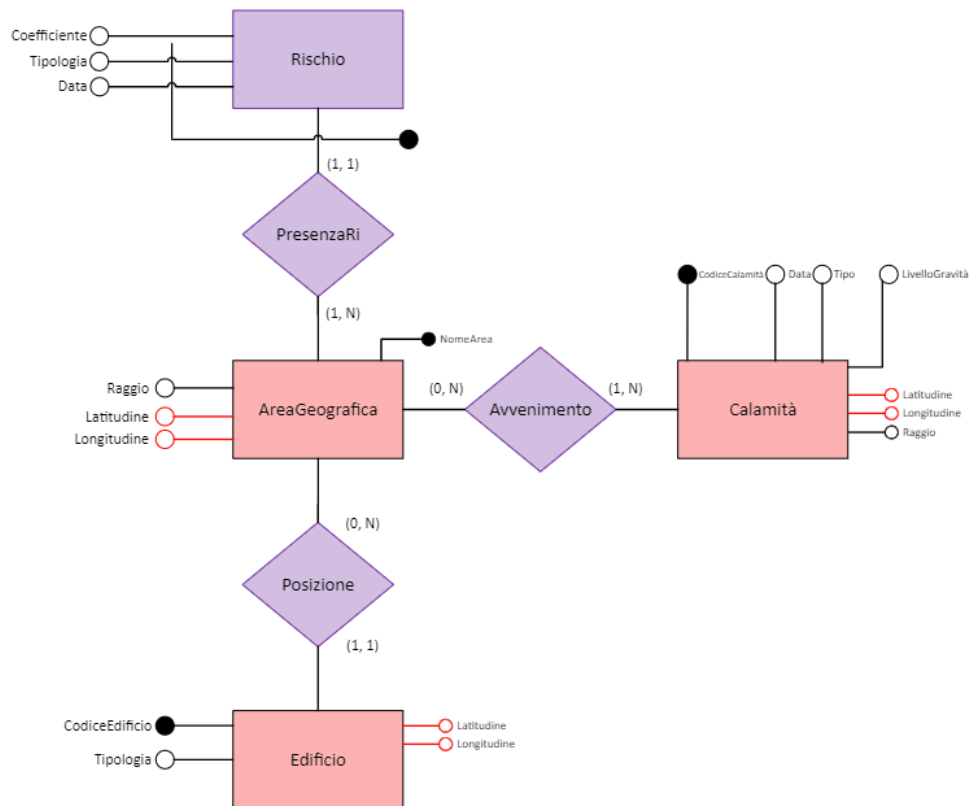 Coefficiente
Tipologia
Data
Rischio
(1, 1)
PresenzaRi
(1, N)
CodiceCalamità
Data
Tipo
LivelloGravità
NomeArea
Raggio
Latitudine
Longitudine
AreaGeografica
(0, N)
Avvenimento
(1, N)
Calamità
Latitudine
Longitudine
Raggio
(0, N)
Posizione
(1, 1)
CodiceEdificio
Tipologia
Edificio
Latitudine
Longitudine